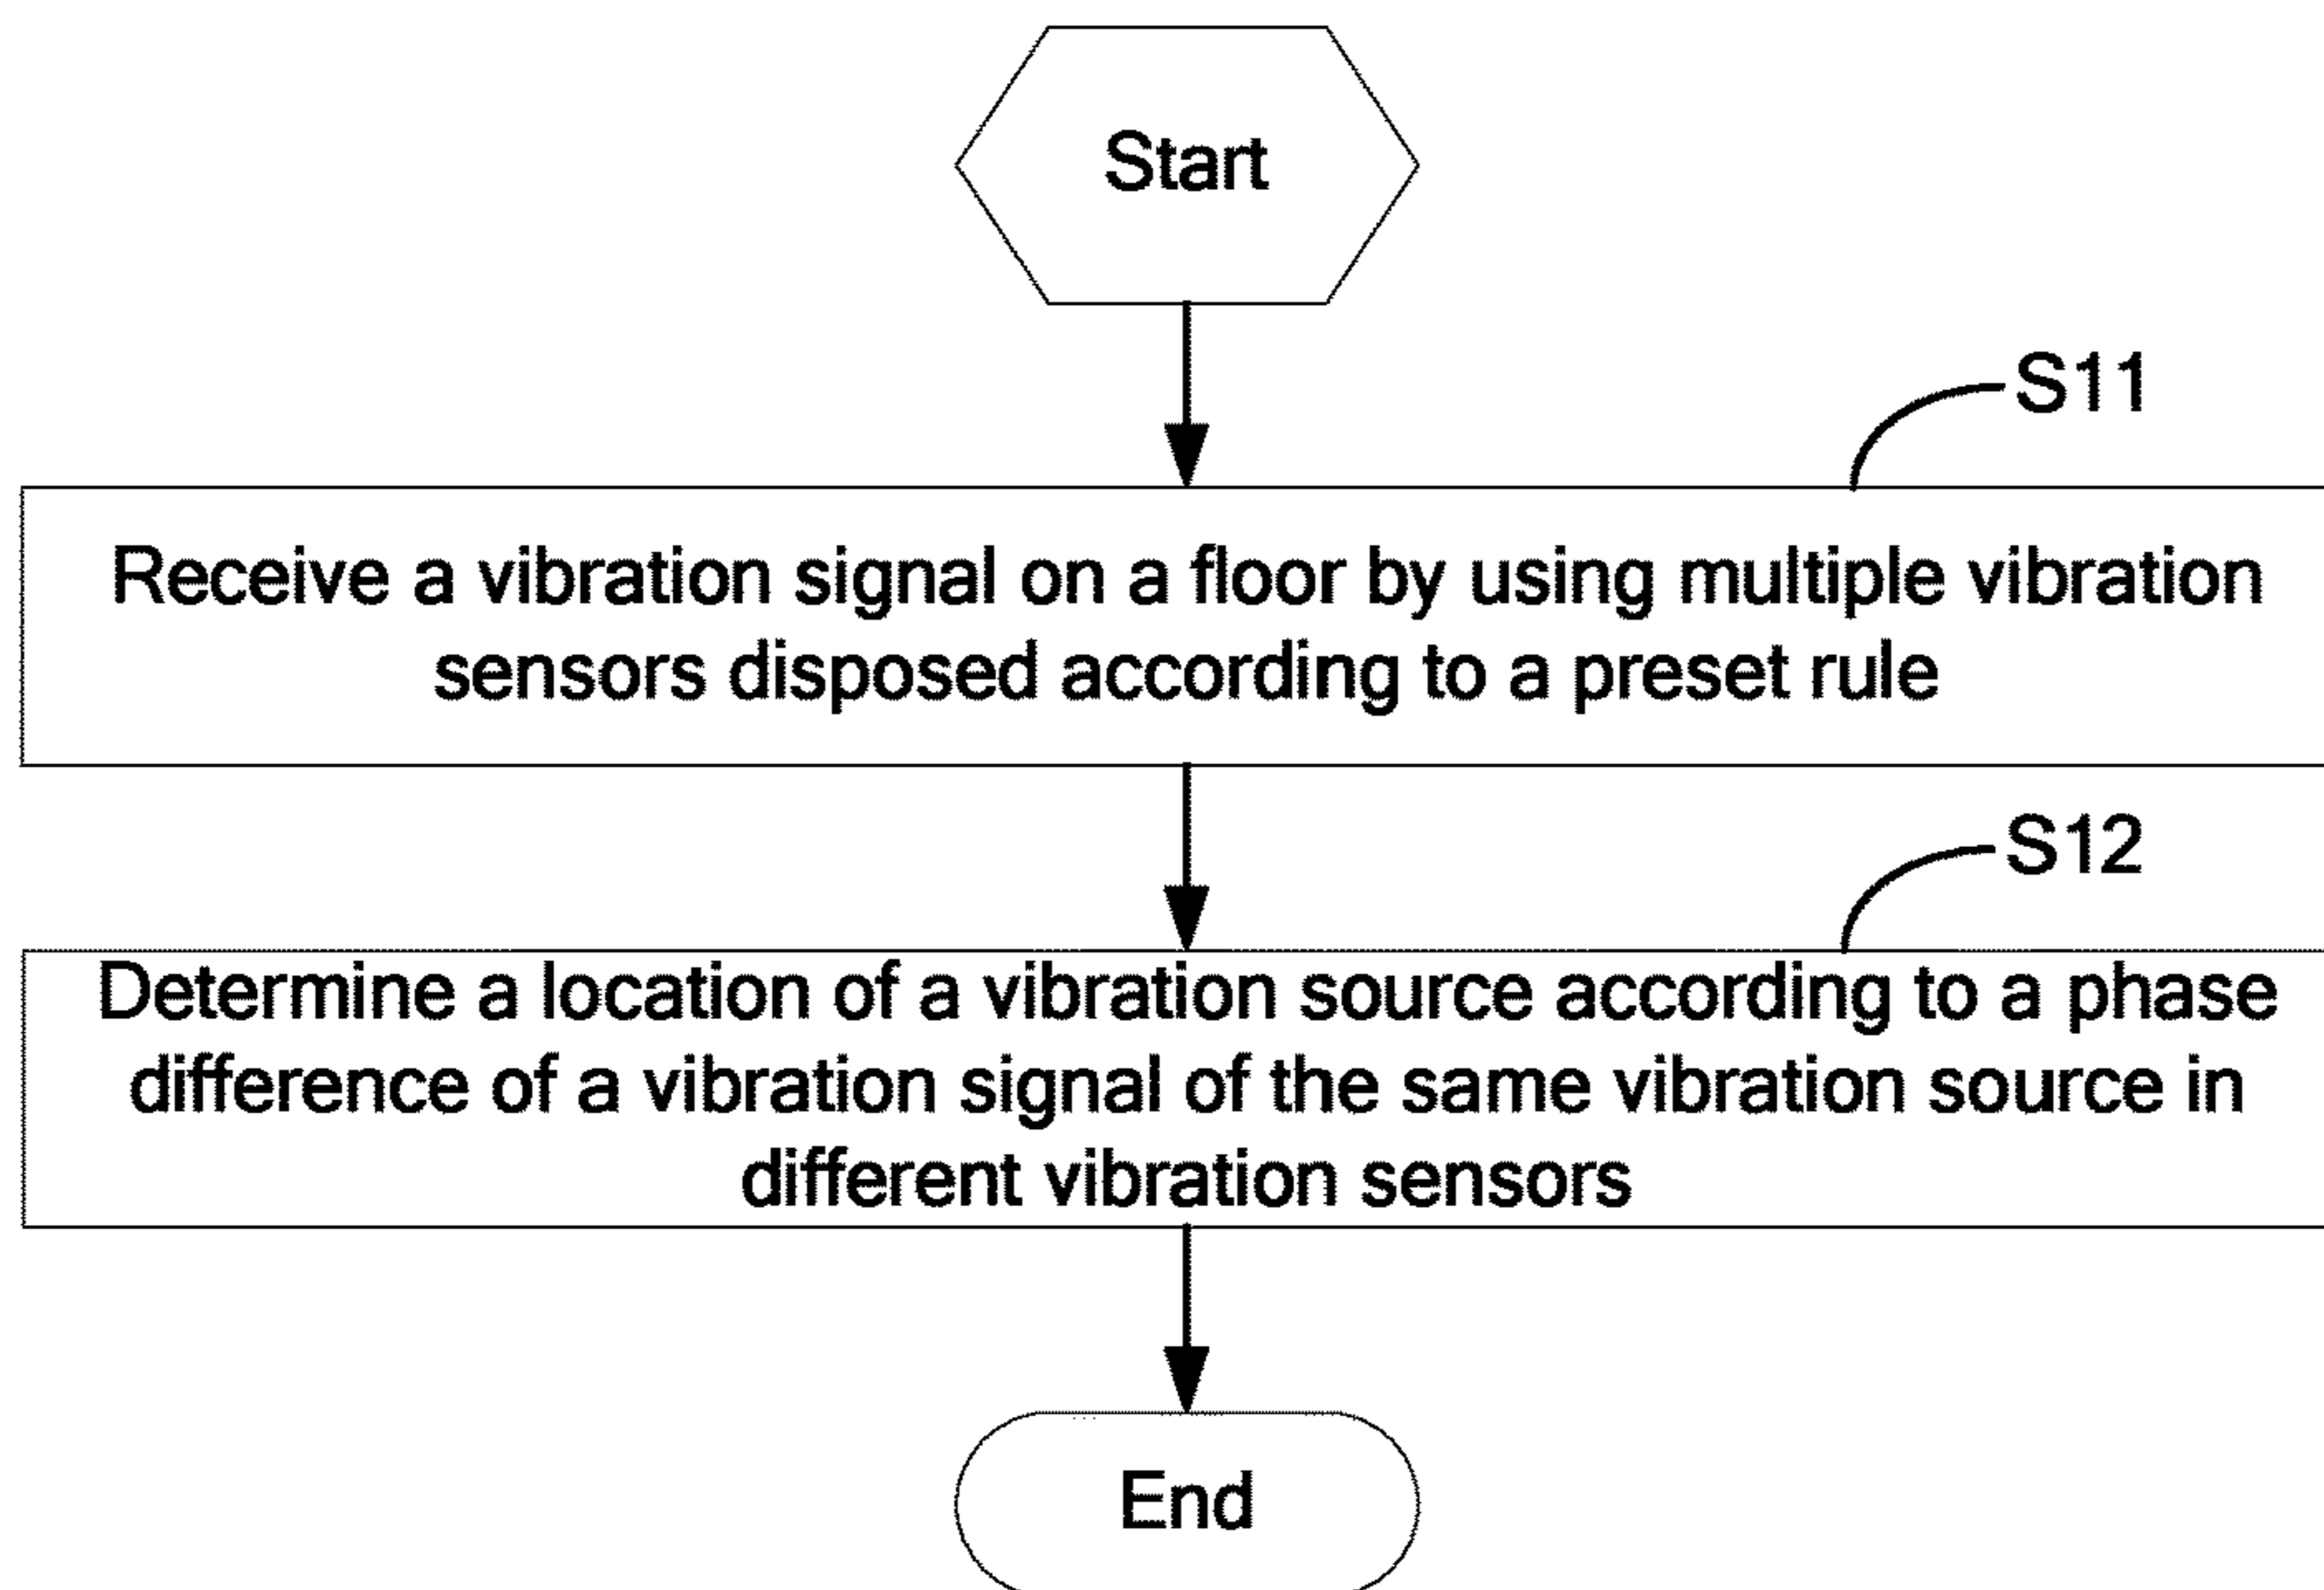 Start
S11
Receive a vibration signal on a floor by using multiple vibration
sensors disposed according to a preset rule
S12
Determine a location of a vibration source according to a phase
difference of a vibration signal of the same vibration source in
different vibration sensors
End